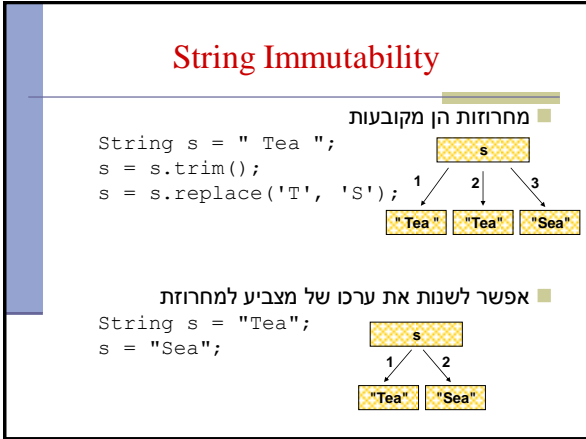 String Immutability
מחרוזות הן מקובעות
String s = " Tea ";
s = s.trim();
s = s.replace('T', 'S');
s
1 2 3
" Tea " "Tea" "Sea"
אפשר לשנות את ערכו של מצביע למחרוזת
String s = "Tea";
s = "Sea";
s
1 2
"Tea" "Sea"